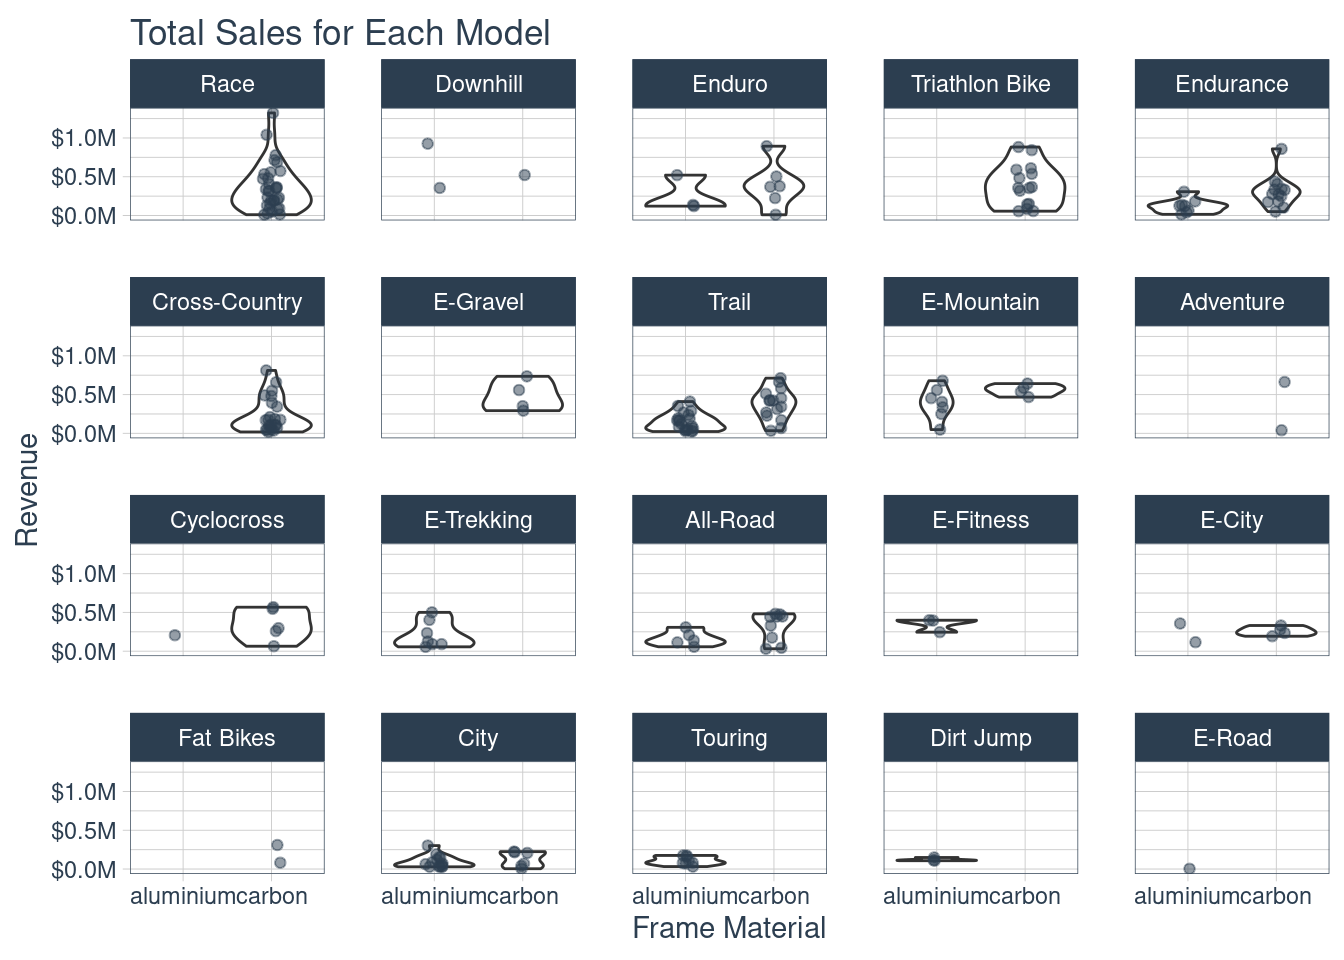 Total Sales for Each Model
Race Downhill Enduro Triathlon Bike Endurance
$1.0M
$0.5M
$0.0M
Cross-Country E-Gravel Trail E-Mountain Adventure
$1.0M
$0.5M
$0.0M
Revenue
Cyclocross E-Trekking All-Road E-Fitness E-City
$1.0M
$0.5M
$0.0M
Fat Bikes City Touring Dirt Jump E-Road
$1.0M
$0.5M
$0.0M
aluminiumcarbon aluminiumcarbon aluminiumcarbon aluminiumcarbon aluminiumcarbon
Frame Material